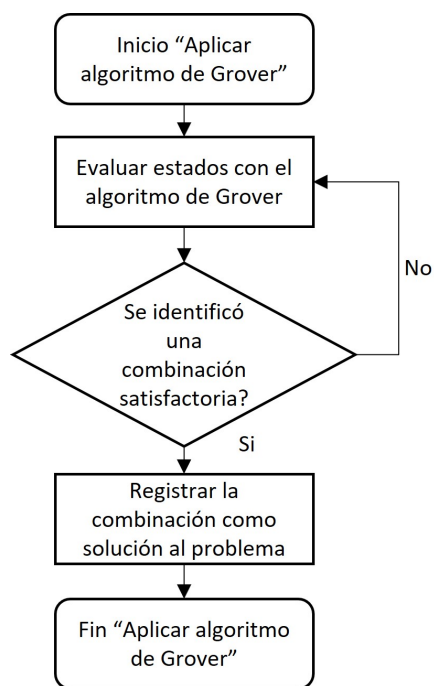 Inicio “Aplicar
algoritmo de Grover”
Evaluar estados con el
algoritmo de Grover
No
Se identificó
una
combinación
satisfactoria?
Si
Registrar la
combinación como
solución al problema
Fin “Aplicar algoritmo
de Grover”